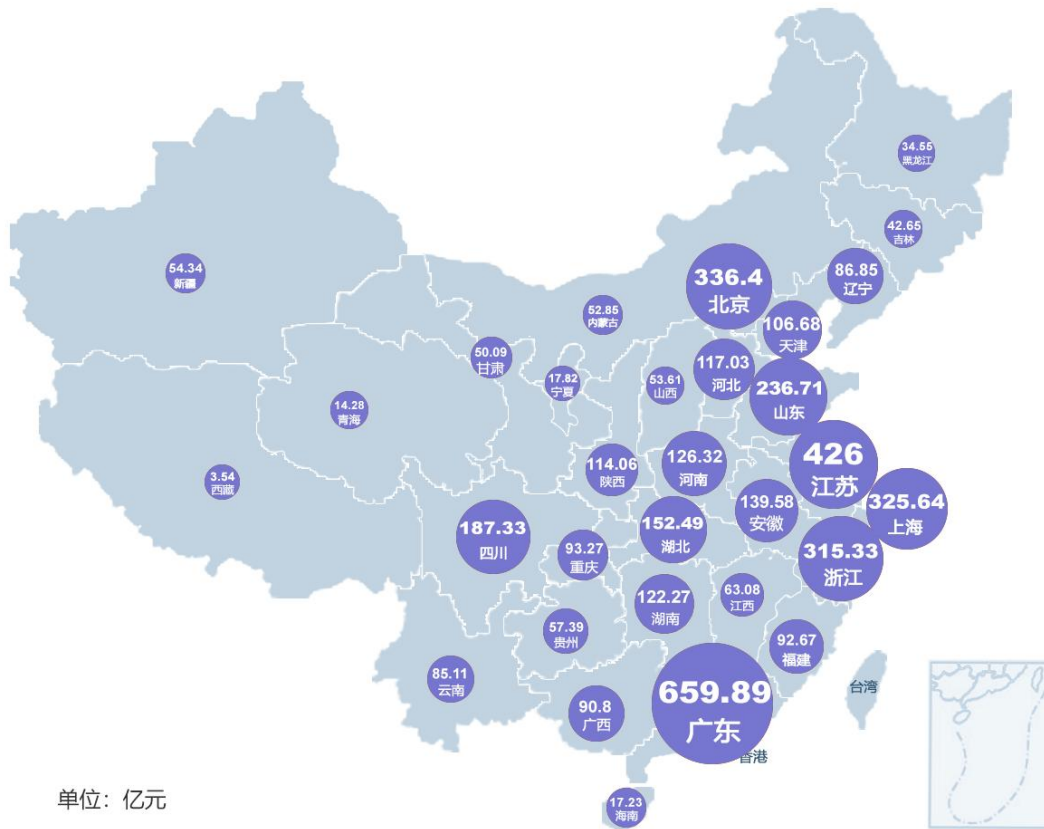 34.55
黑龙江
42.65
吉林
54.34
新疆
336.4
北京
86.85
辽宁
52.85
内蒙古
106.68
天津
50.09
甘肃
117.03
河北
17.82
宁夏
53.61
山西
236.71
山东
14.28
青海
426
江苏
126.32
河南
114.06
陕西
3.54
西藏
139.58
安徽
325.64
上海
187.33
四川
152.49
湖北
93.27
重庆
315.33
浙江
63.08
江西
122.27
湖南
57.39
贵州
92.67
福建
85.11
云南
659.89
广东
台湾
90.8
广西
香港
单位：亿元
17.23
海南